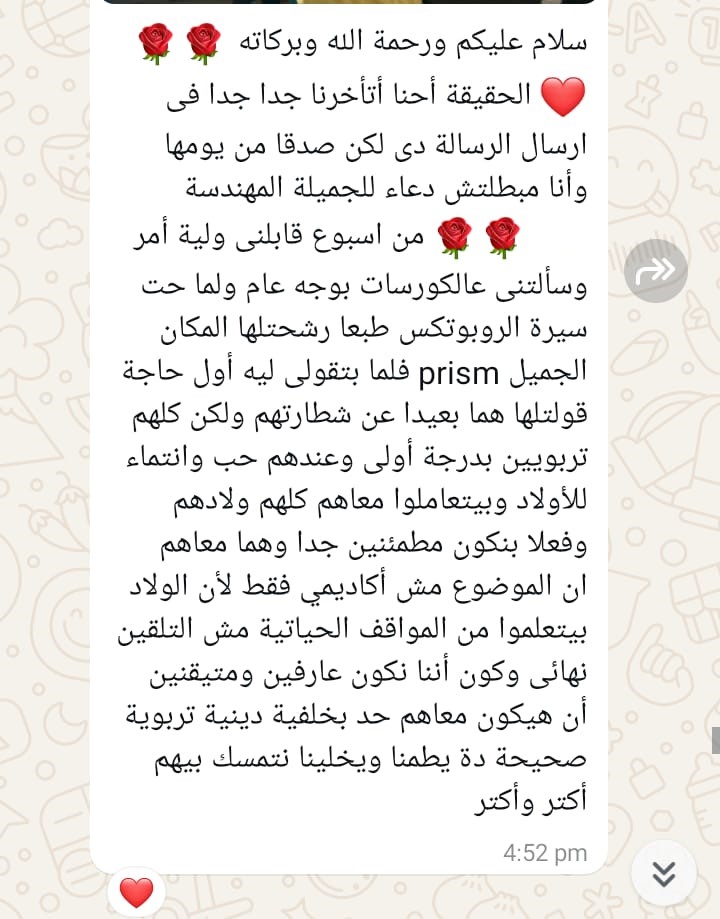 سلام عليكم ورحمة الله وبركاته 🌹 🌹
❤️ الحقيقة أحنا أتأخرنا جدا جدا فى
ارسال الرسالة دى لكن صدقا من يومها
وأنا مبطلتش دعاء للجميلة المهندسة
🌹 🌹 من اسبوع قابلنى ولية أمر
وسألتنى عالكورسات بوجه عام ولما حت
سيرة الروبوتكس طبعا رشحتلها المكان
الجميل prism فلما بتقولى ليه أول حاجة
قولتلها هما بعيدا عن شطارتهم ولكن كلهم
تربويين بدرجة أولى وعندهم حب وانتماء
للأولاد وبيتعاملوا معاهم كلهم ولادهم
وفعلا بنكون مطمئنين جدا وهما معاهم
ان الموضوع مش أكاديمي فقط لأن الولاد
بيتعلموا من المواقف الحياتية مش التلقين
نهائى وكون أننا نكون عارفين ومتيقنين
أن هيكون معاهم حد بخلفية دينية تربوية
صحيحة دة يطمنا ويخلينا نتمسك بيهم
أكتر وأكتر
4:52 pm
❤️